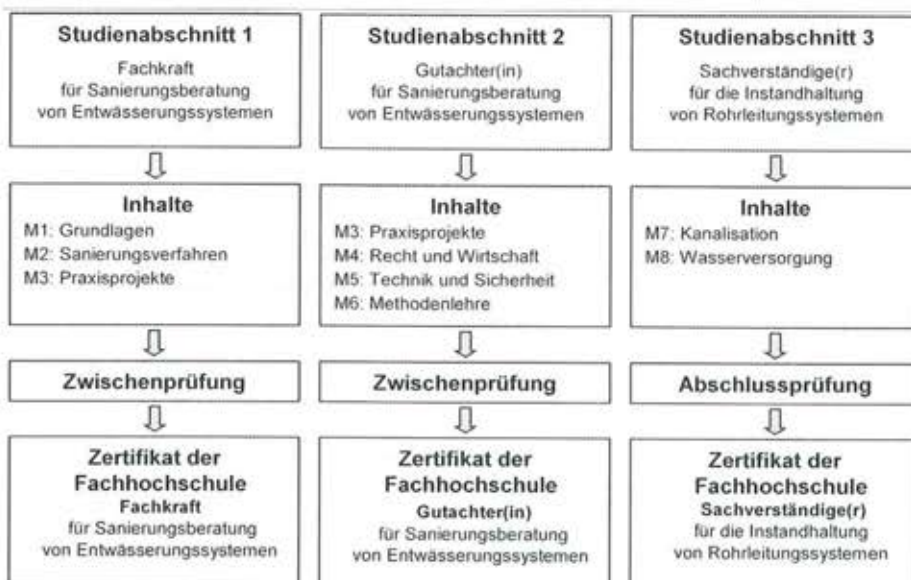 Studienabschnitt 1
Fachkraft
für Sanierungsberatung
von Entwässerungssystemen
Studienabschnitt 2
Gutachter(in)
für Sanierungsberatung
von Entwässerungssystemen
Studienabschnitt 3
Sachverständige(r)
für die Instandhaltung
von Rohrleitungssystemen
Inhalte
M1: Grundlagen
M2: Sanierungsverfahren
M3: Praxisprojekte
Inhalte
M3: Praxisprojekte
M4: Recht und Wirtschaft
M5: Technik und Sicherheit
M6: Methodenlehre
Inhalte
M7: Kanalisation
M8: Wasserversorgung
Zwischenprüfung
Zwischenprüfung
Abschlussprüfung
Zertifikat der
Fachhochschule
Fachkraft
für Sanierungsberatung
von Entwässerungssystemen
Zertifikat der
Fachhochschule
Gutachter(in)
für Sanierungsberatung
von Entwässerungssystemen
Zertifikat der
Fachhochschule
Sachverständige(r)
für die Instandhaltung
von Rohrleitungssystemen